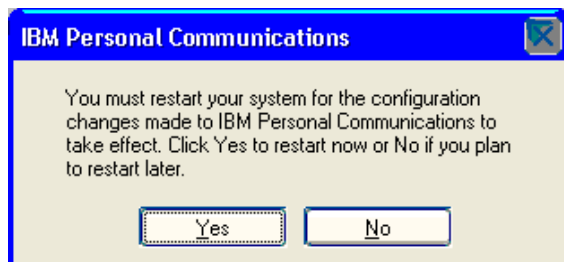 IBM Personal Communications
You must restart your system for the configuration
changes made to IBM Personal Communications to
take effect. Click Yes to restart now or No if you plan
to restart later.
Yes
No